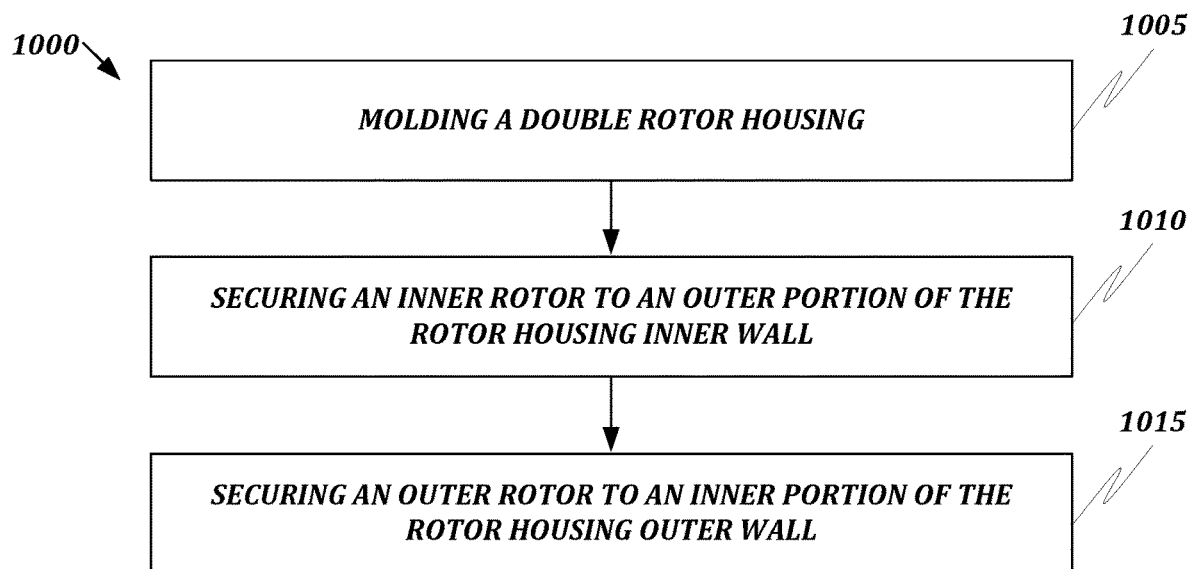 1000
1005
MOLDING A DOUBLE ROTOR HOUSING
1010
SECURING AN INNER ROTOR TO AN OUTER PORTION OF THE
ROTOR HOUSING INNER WALL
1015
SECURING AN OUTER ROTOR TO AN INNER PORTION OF THE
ROTOR HOUSING OUTER WALL